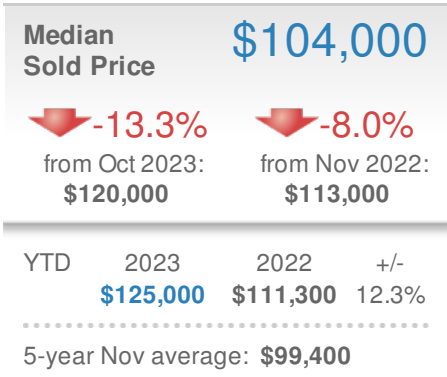 Median
Sold Price
$104,000
-13.3%
-8.0%
from Oct 2023:
from Nov 2022:
$120,000
$113,000
YTD 2023 2022 +/-
$125,000 $111,300 12.3%
5-year Nov average: $99,400